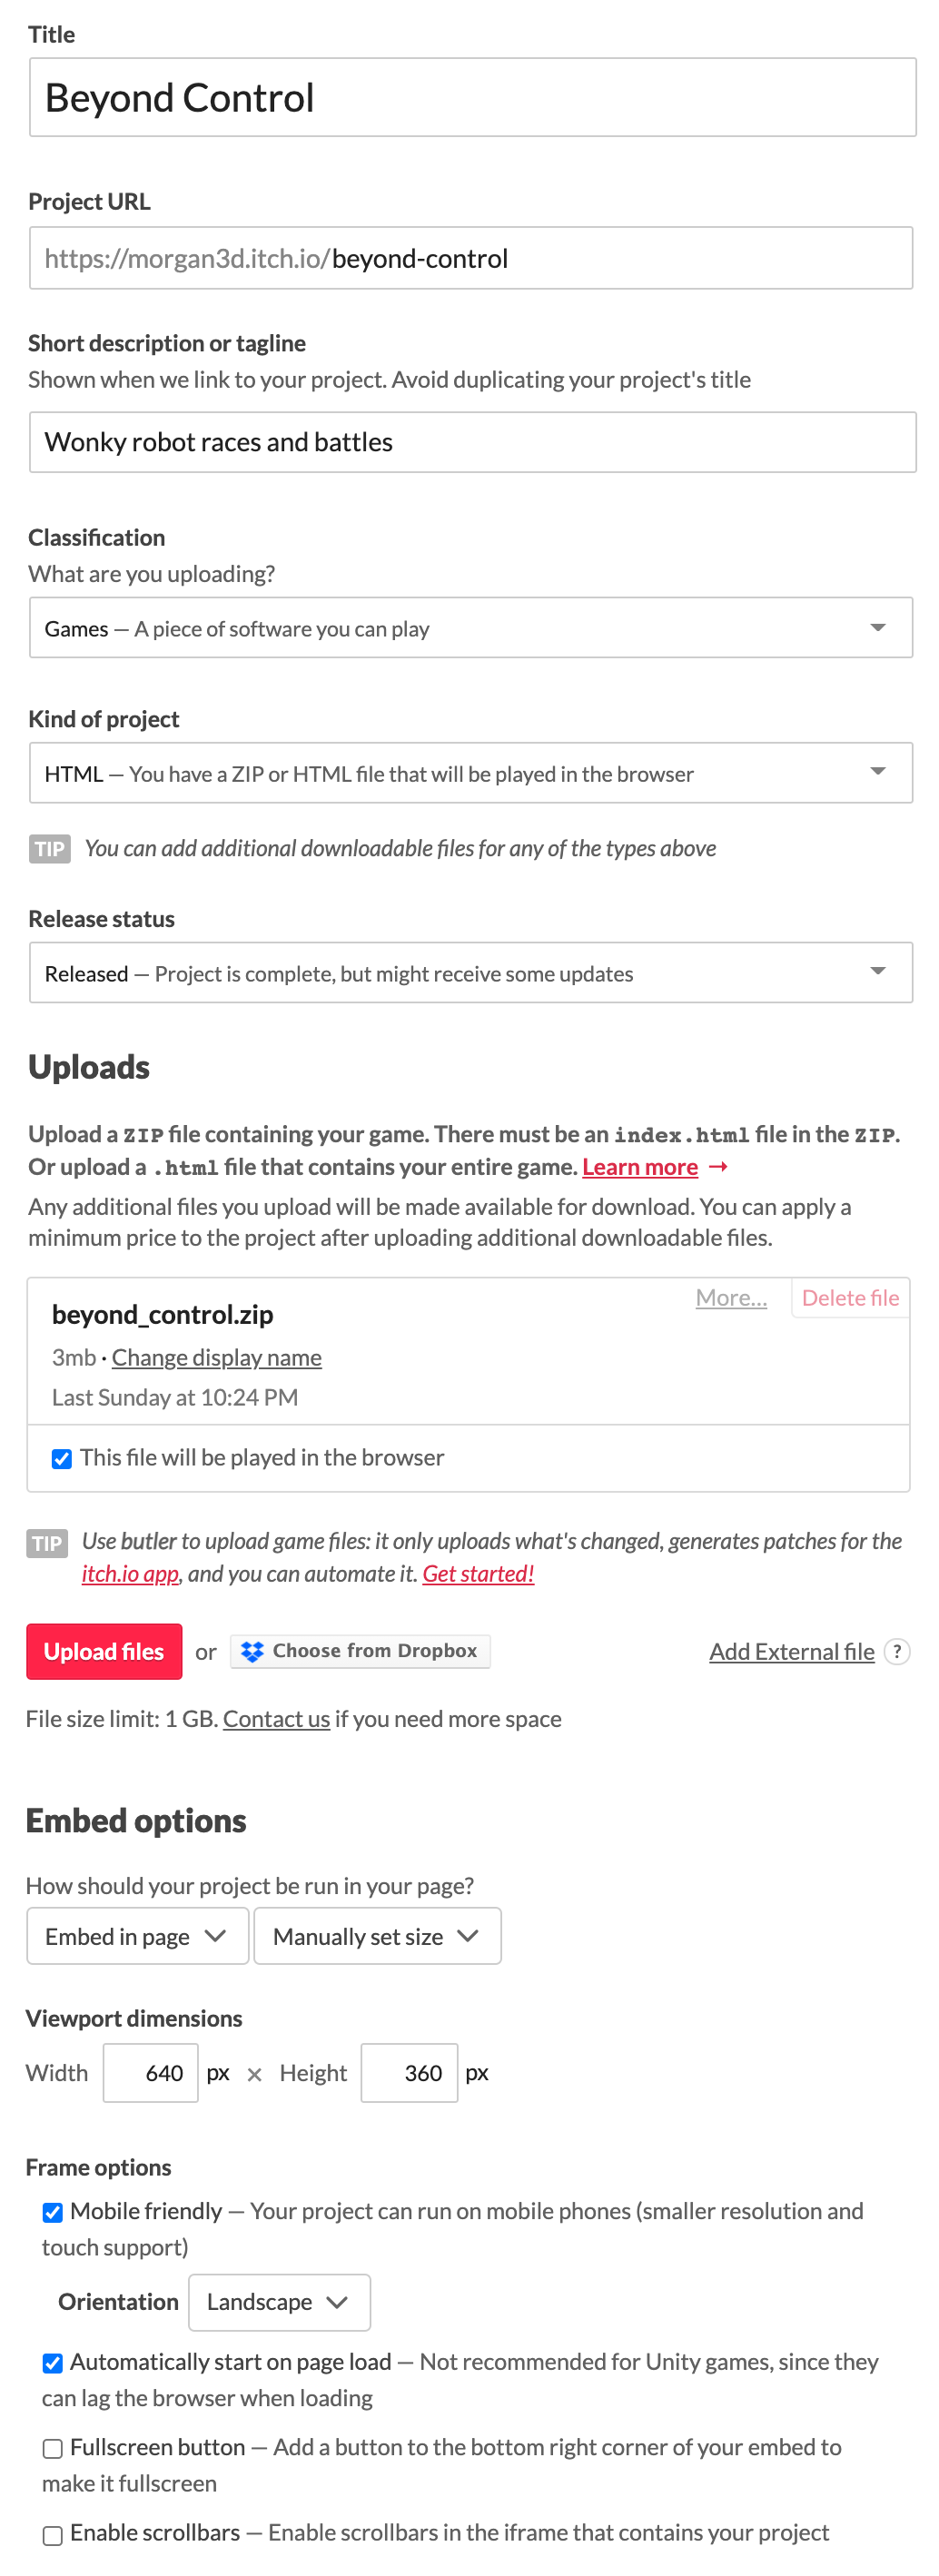 Title
Beyond Control
Project URL
https://morgan3d.itch.io/beyond-control
Short description or tagline
Shown when we link to your project. Avoid duplicating your project's title
Wonky robot races and battles
Classification
What are you uploading?
Games — A piece of software you can play
Kind of project
HTML — You have a ZIP or HTML file that will be played in the browser
TIP You can add additional downloadable files for any of the types above
Release status
Released — Project is complete, but might receive some updates
Uploads
Upload a ZIP file containing your game. There must be an index.html file in the ZIP.
Or upload a .html file that contains your entire game. Learn more →
Any additional files you upload will be made available for download. You can apply a
minimum price to the project after uploading additional downloadable files.
More... Delete file
beyond_control.zip
3mb · Change display name
Last Sunday at 10:24 PM
This file will be played in the browser
TIP Use butler to upload game files: it only uploads what's changed, generates patches for the
itch.io app, and you can automate it. Get started!
Upload files or Choose from Dropbox Add External file ?
File size limit: 1 GB. Contact us if you need more space
Embed options
How should your project be run in your page?
Embed in page Manually set size
Viewport dimensions
Width 640 px × Height 360 px
Frame options
Mobile friendly — Your project can run on mobile phones (smaller resolution and
touch support)
Orientation Landscape
Automatically start on page load — Not recommended for Unity games, since they
can lag the browser when loading
Fullscreen button — Add a button to the bottom right corner of your embed to
make it fullscreen
Enable scrollbars — Enable scrollbars in the iframe that contains your project